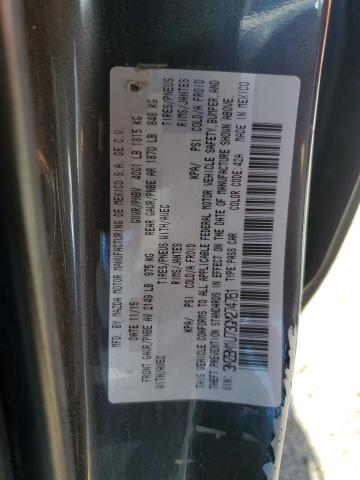 MFD. BY MAZDA MOTOR MANUFACTURING DE MEXICO S.A. DE C.V.
11/15 GVWR/PNBV 4001 LB 1815 KG
FRONT GAWR/PNBE AV 2149 LB 975 KG REAR GAWR/PNBE AR 1870 LB 848 KG
WITH/AVEC TIRES/PNEUS WITH/AVEC TIRES/PNEUS
RIMS/JANTES RIMS/JANTES
KPA/ PSI COLD/A FROID KPA/ PSI COLD/A FROID
THIS VEHICLE CONFORMS TO ALL APPLICABLE FEDERAL MOTOR VEHICLE SAFETY, BUMPER, AND
THEFT PREVENTION STANDARDS IN EFFECT ON THE DATE OF MANUFACTURE SHOWN ABOVE.
MADE IN MEXICO
VIN: TYPE: PASS CAR COLOR CODE: 42A